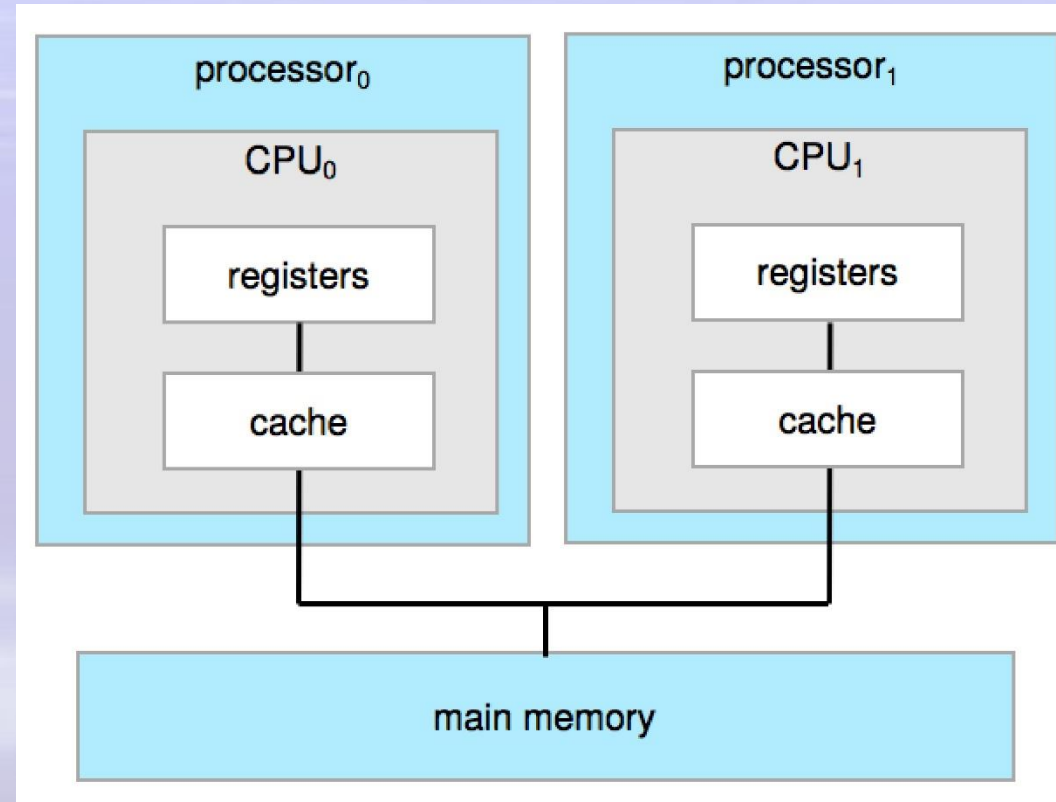 processor₀
CPU₀
registers
cache
processor₁
CPU₁
registers
cache
main memory